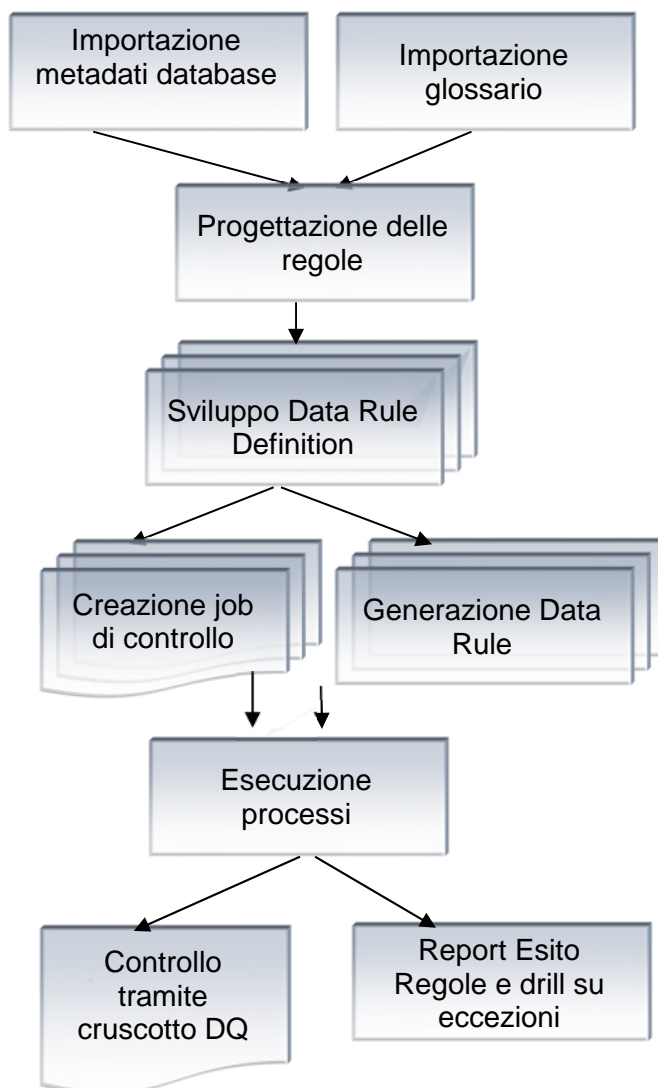 Importazione
metadati database
Importazione
glossario
Progettazione delle
regole
Sviluppo Data Rule
Definition
Creazione job
di controllo
Generazione Data
Rule
Esecuzione
processi
Controllo
tramite
cruscotto DQ
Report Esito
Regole e drill su
eccezioni